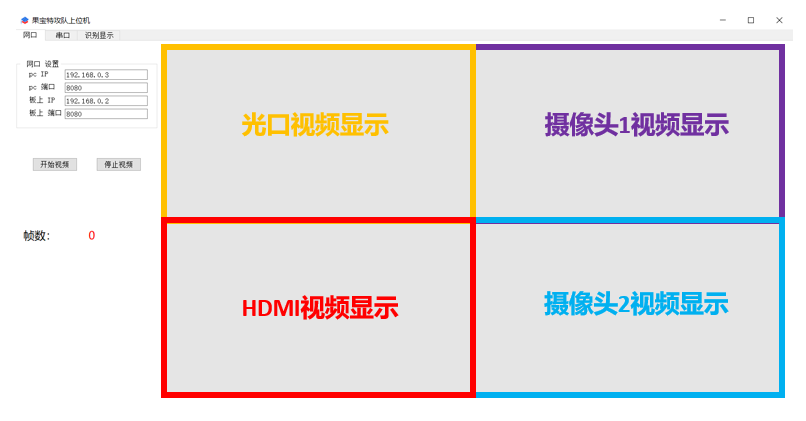 果宝特攻队上位机
网口 串口 识别显示
网口 设置
pc IP 192.168.0.3
pc 端口 8080
板上 IP 192.168.0.2
板上 端口 8080
开始视频 停止视频
帧数: 0
光口视频显示
摄像头1视频显示
HDMI视频显示
摄像头2视频显示